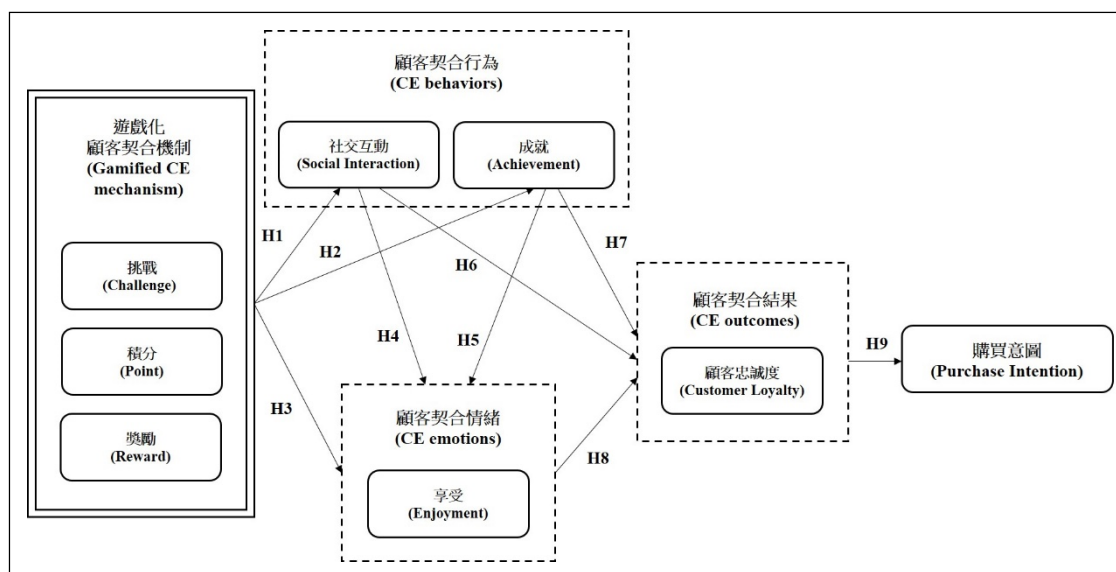 遊戲化
顧客契合機制
(Gamified CE
mechanism)
挑戰
(Challenge)
積分
(Point)
獎勵
(Reward)
顧客契合行為
(CE behaviors)
社交互動
(Social Interaction)
成就
(Achievement)
H1
H2
H3
H4
H5
H6
H7
顧客契合情緒
(CE emotions)
享受
(Enjoyment)
H8
顧客契合結果
(CE outcomes)
顧客忠誠度
(Customer Loyalty)
H9
購買意圖
(Purchase Intention)